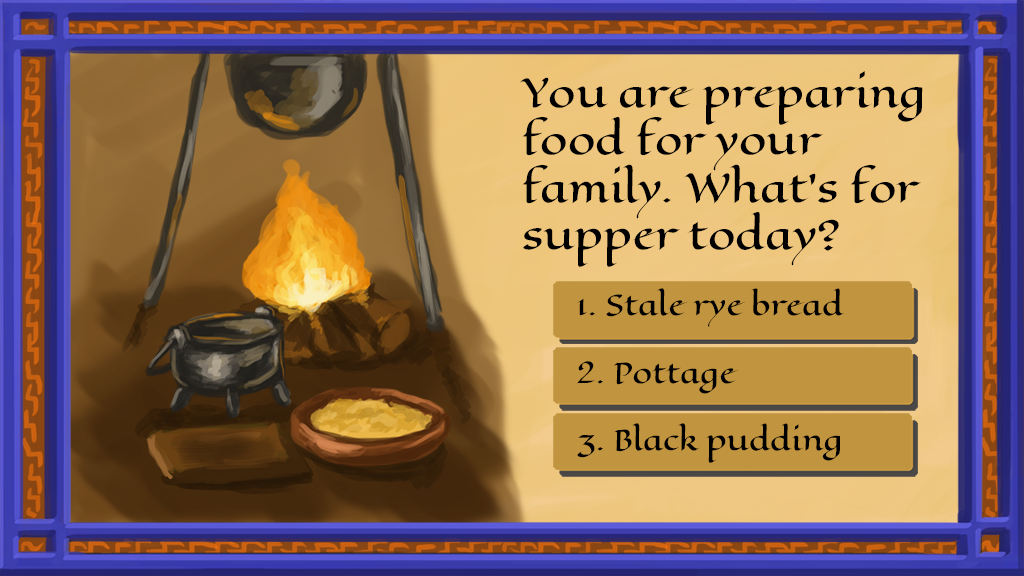 You are preparing
food for your
family. What's for
supper today?
1. Stale rye bread
2. Pottage
3. Black pudding